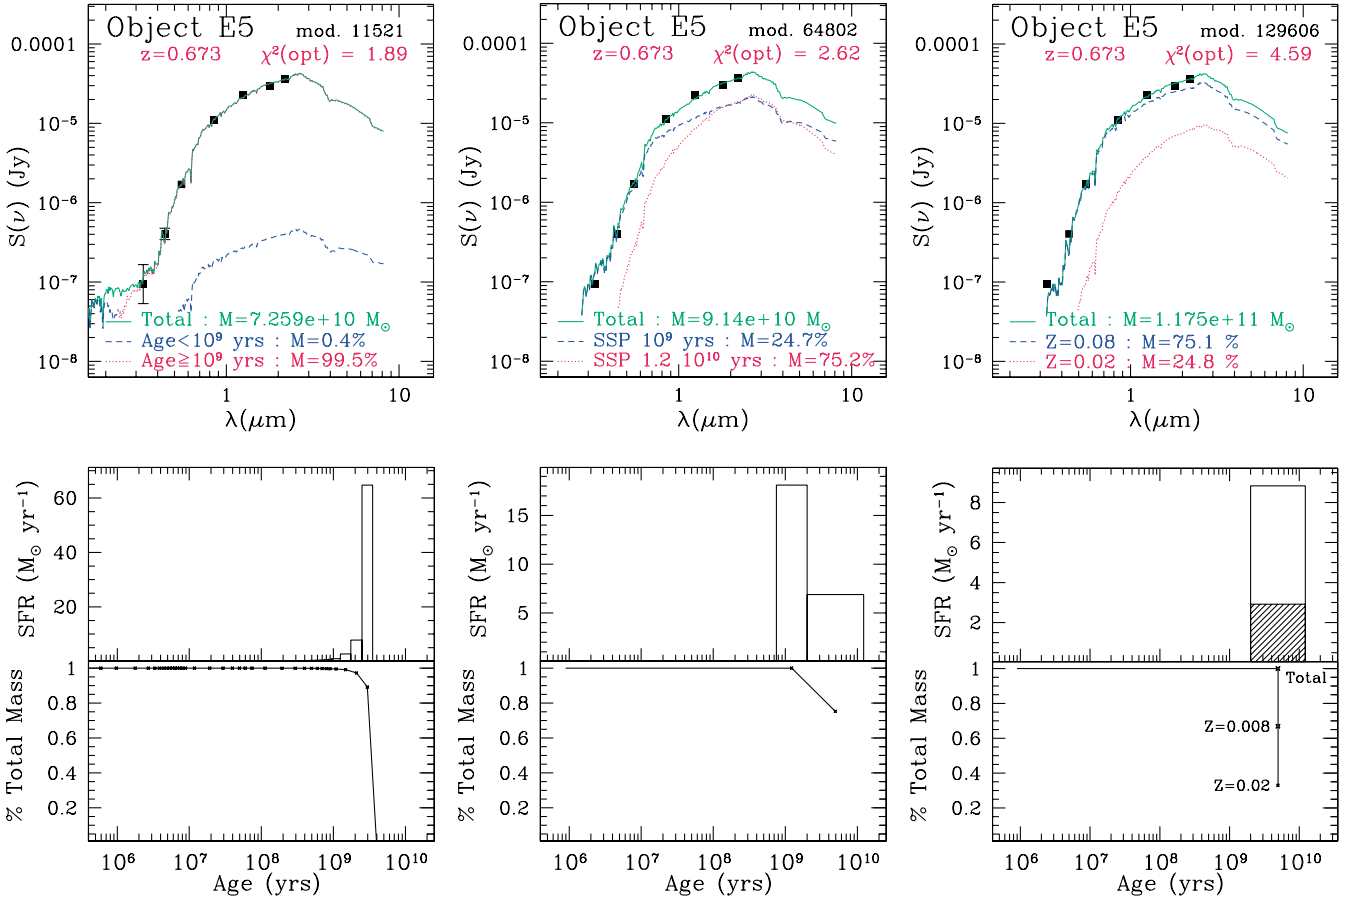 Object E5
mod. 11521
z=0.673 χ²(opt) = 1.89
0.0001
10⁻⁵
10⁻⁶
10⁻⁷
10⁻⁸
S(ν) (Jy)
Total : M=7.259e+10 M⊙
Age<10⁹ yrs : M=0.4%
Age≧10⁹ yrs : M=99.5%
1 10
λ(μm)
Object E5
mod. 64802
z=0.673 χ²(opt) = 2.62
0.0001
10⁻⁵
10⁻⁶
10⁻⁷
10⁻⁸
S(ν) (Jy)
Total : M=9.14e+10 M⊙
SSP 10⁹ yrs : M=24.7%
SSP 1.2 10¹⁰ yrs : M=75.2%
1 10
λ(μm)
Object E5
mod. 129606
z=0.673 χ²(opt) = 4.59
0.0001
10⁻⁵
10⁻⁶
10⁻⁷
10⁻⁸
S(ν) (Jy)
Total : M=1.175e+11 M⊙
Z=0.08 : M=75.1 %
Z=0.02 : M=24.8 %
1 10
λ(μm)
60
40
20
SFR (M⊙ yr⁻¹)
1
0.8
0.6
0.4
0.2
% Total Mass
10⁶ 10⁷ 10⁸ 10⁹ 10¹⁰
Age (yrs)
15
10
5
SFR (M⊙ yr⁻¹)
1
0.8
0.6
0.4
0.2
% Total Mass
10⁶ 10⁷ 10⁸ 10⁹ 10¹⁰
Age (yrs)
8
6
4
2
SFR (M⊙ yr⁻¹)
1
0.8
0.6
0.4
0.2
% Total Mass
Total
Z=0.008
Z=0.02
10⁶ 10⁷ 10⁸ 10⁹ 10¹⁰
Age (yrs)